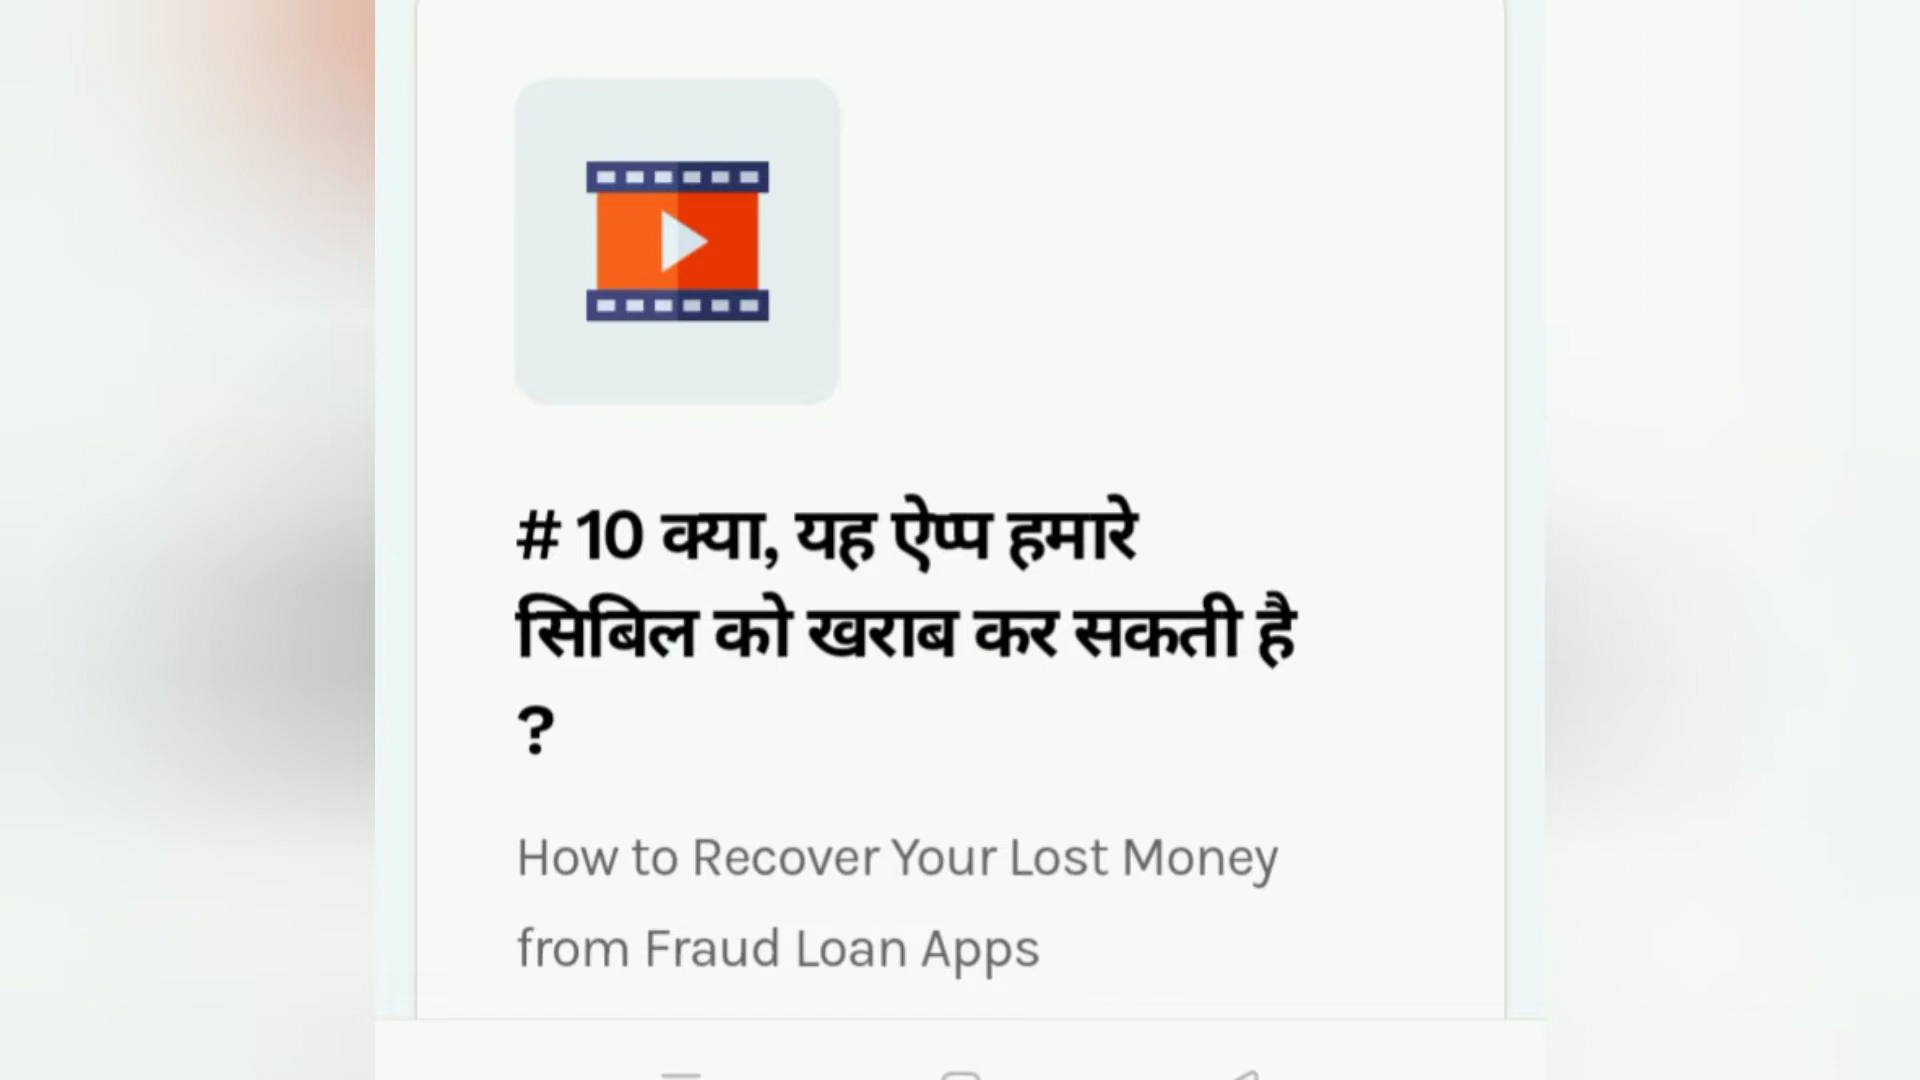 # 10 क्या, यह ऐप्प हमारे
सिबिल को खराब कर सकती है
?
How to Recover Your Lost Money
from Fraud Loan Apps